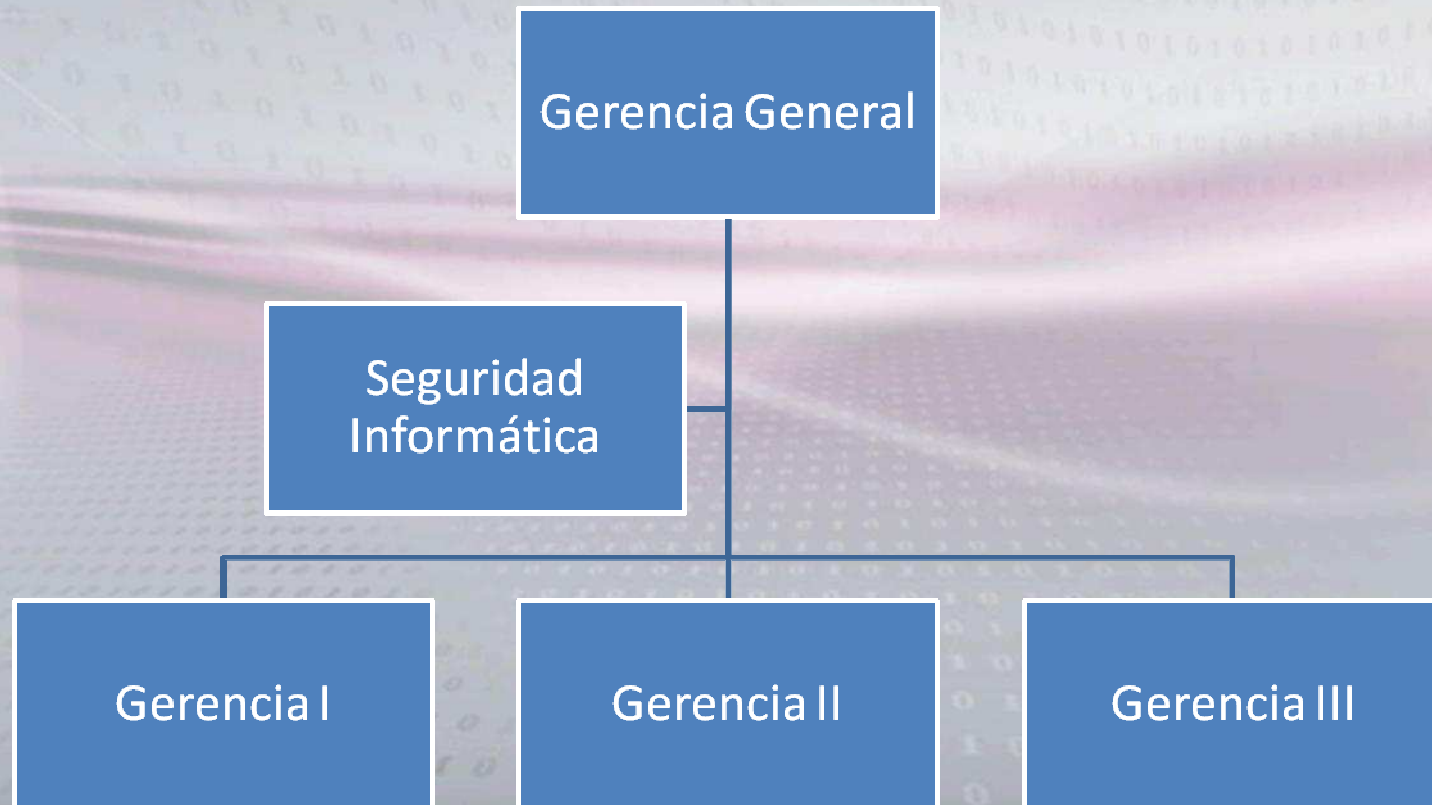 Gerencia General
Seguridad
Informática
Gerencia I
Gerencia II
Gerencia III